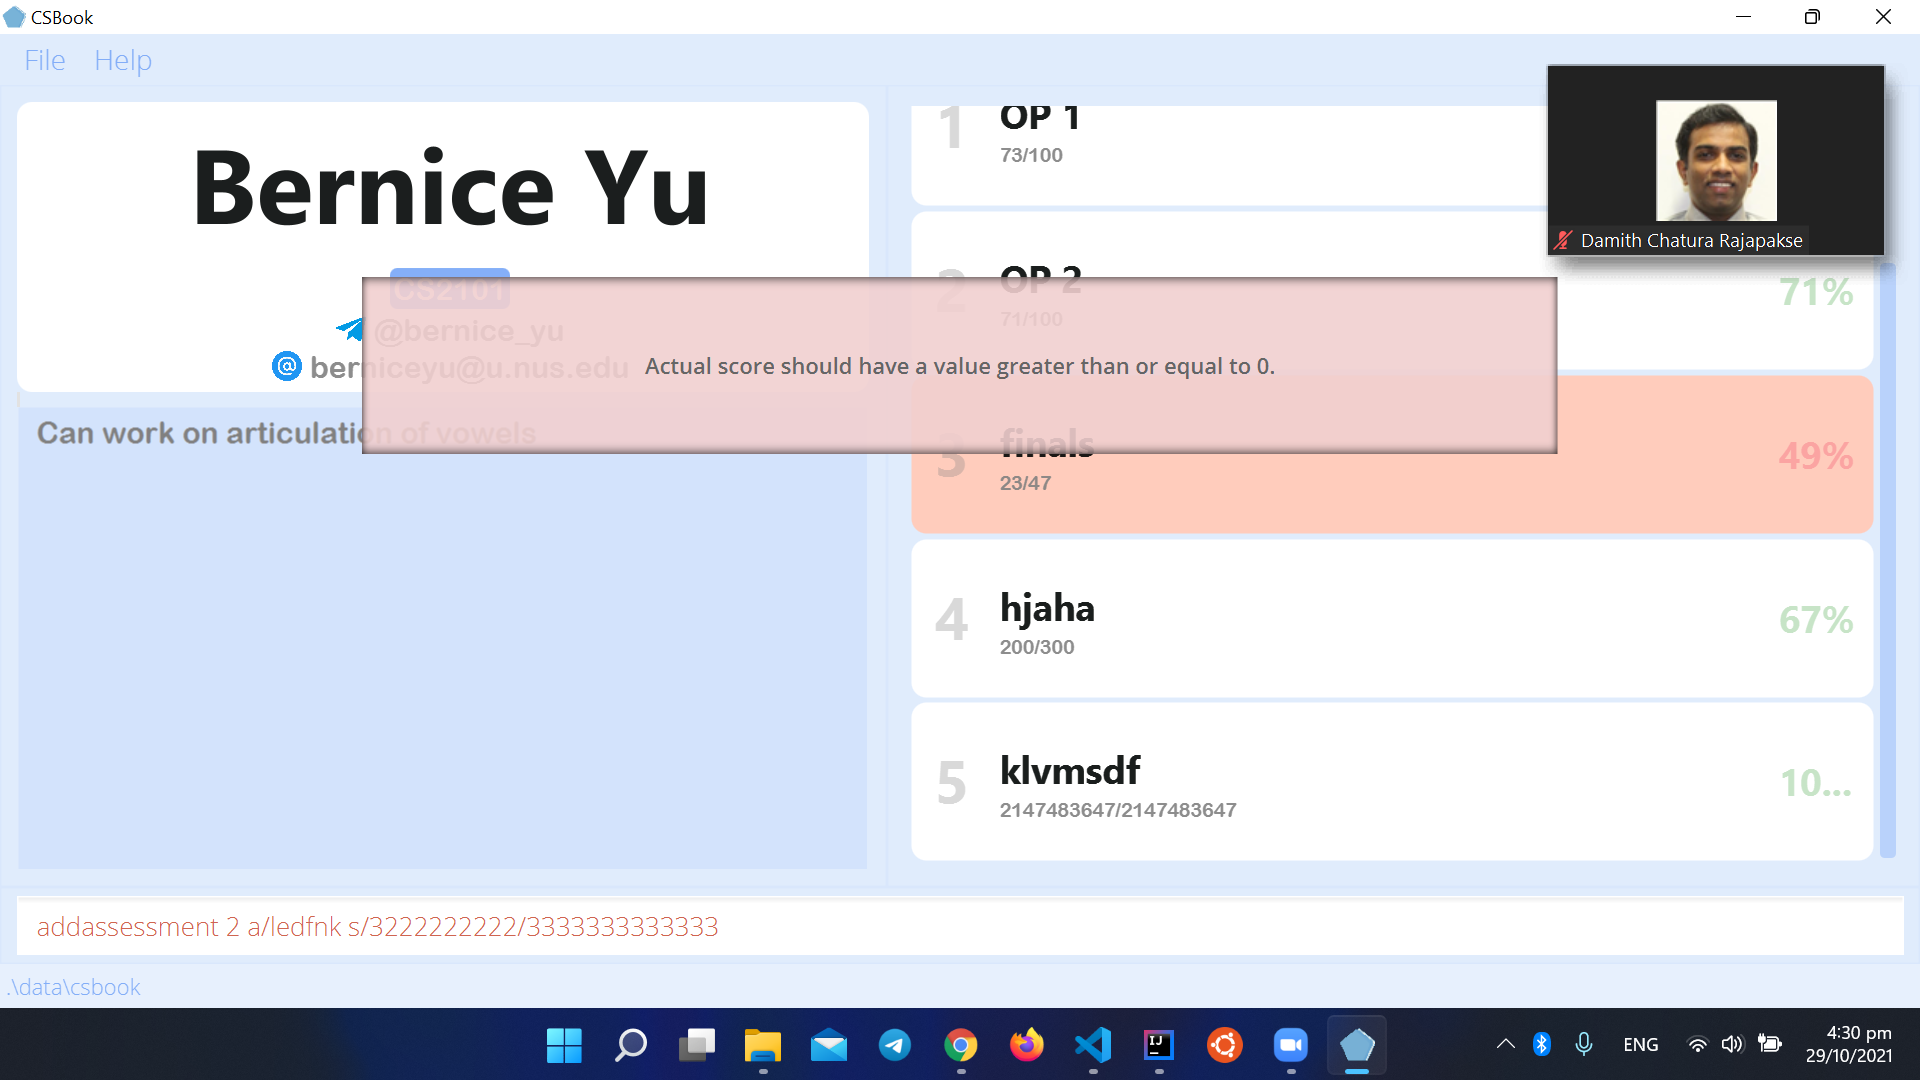 CSBook
File Help
Bernice Yu
CS2101
@bernice_yu
berniceyu@u.nus.edu
Can work on articulation of vowels
1
OP 1
73/100
Damith Chatura Rajapakse
2
OP 2
71/100
71%
Actual score should have a value greater than or equal to 0.
3
finals
23/47
49%
4
hjaha
200/300
67%
5
klvmsdf
2147483647/2147483647
10...
addassessment 2 a/ledfnk s/3222222222/3333333333333
.\data\csbook
ENG
4:30 pm
29/10/2021